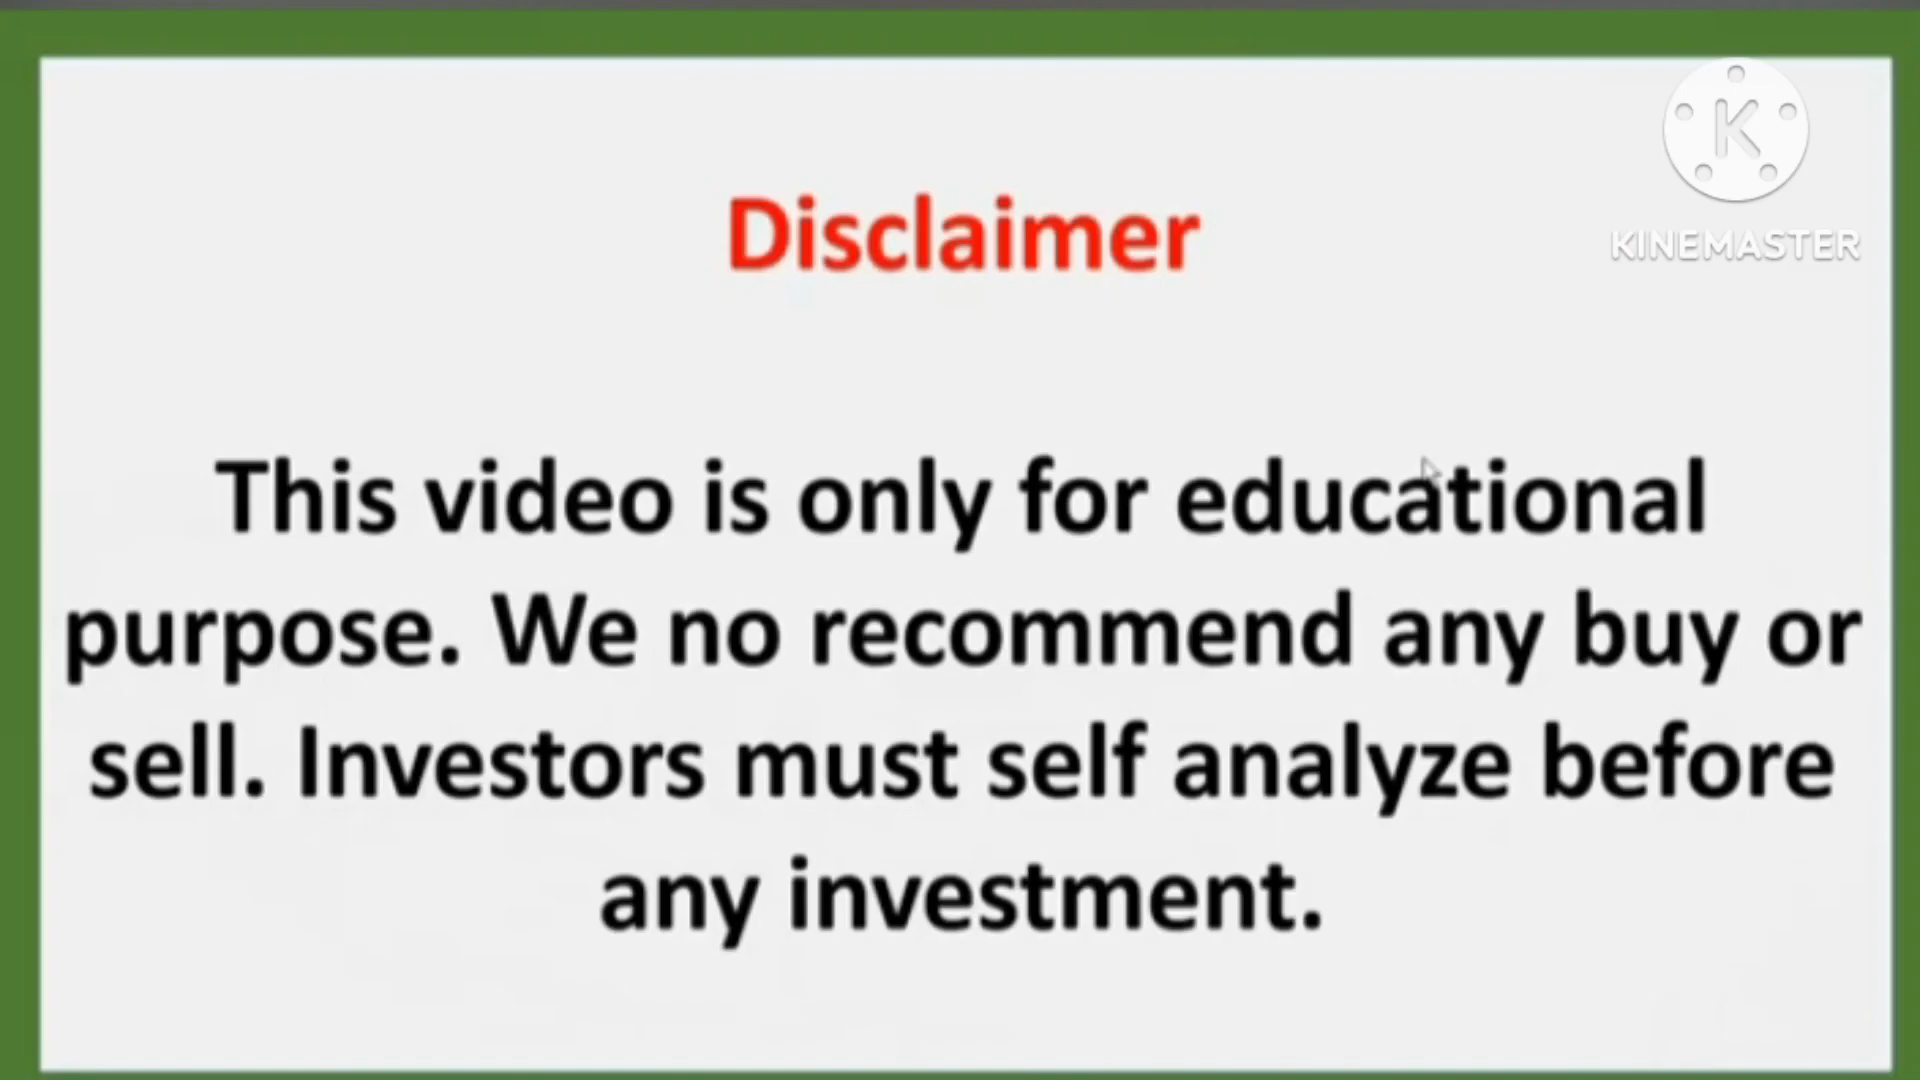 K
KINEMASTER
Disclaimer
This video is only for educational
purpose. We no recommend any buy or
sell. Investors must self analyze before
any investment.